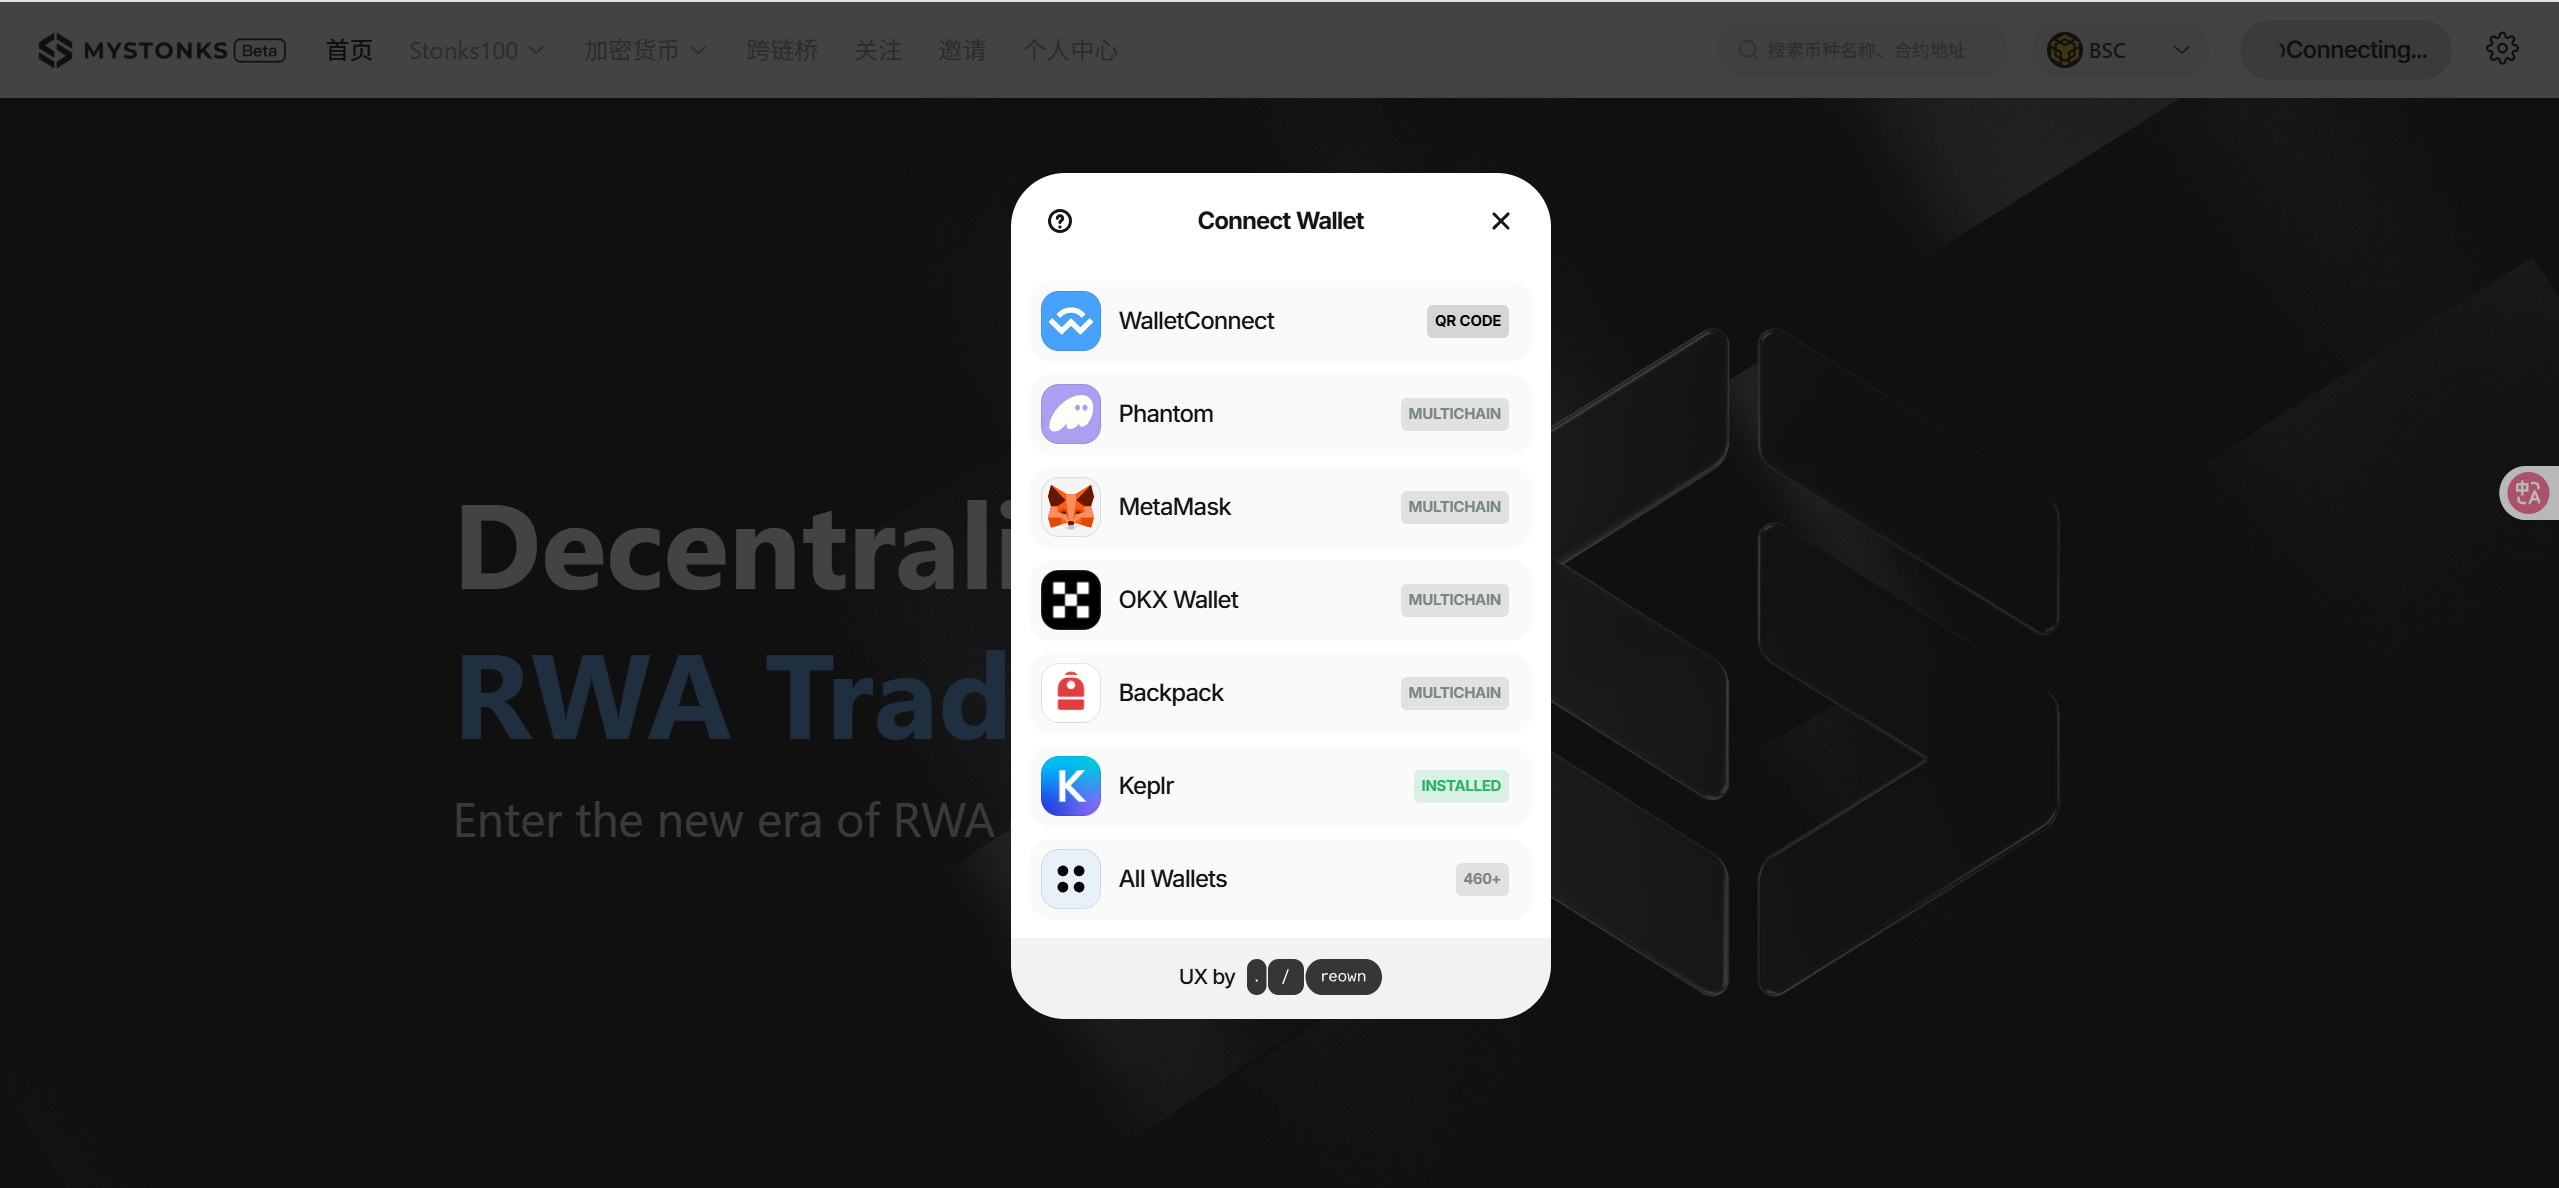 MYSTONKS Beta 首页 Stonks100 加密货币 跨链桥 关注 邀请 个人中心 搜索币种名称、合约地址 BSC Connecting...
Connect Wallet
WalletConnect QR CODE
Phantom MULTICHAIN
MetaMask MULTICHAIN
OKX Wallet MULTICHAIN
Backpack MULTICHAIN
Keplr INSTALLED
All Wallets 460+
UX by . / reown
Decentrali
RWA Trad
Enter the new era of RWA
中A